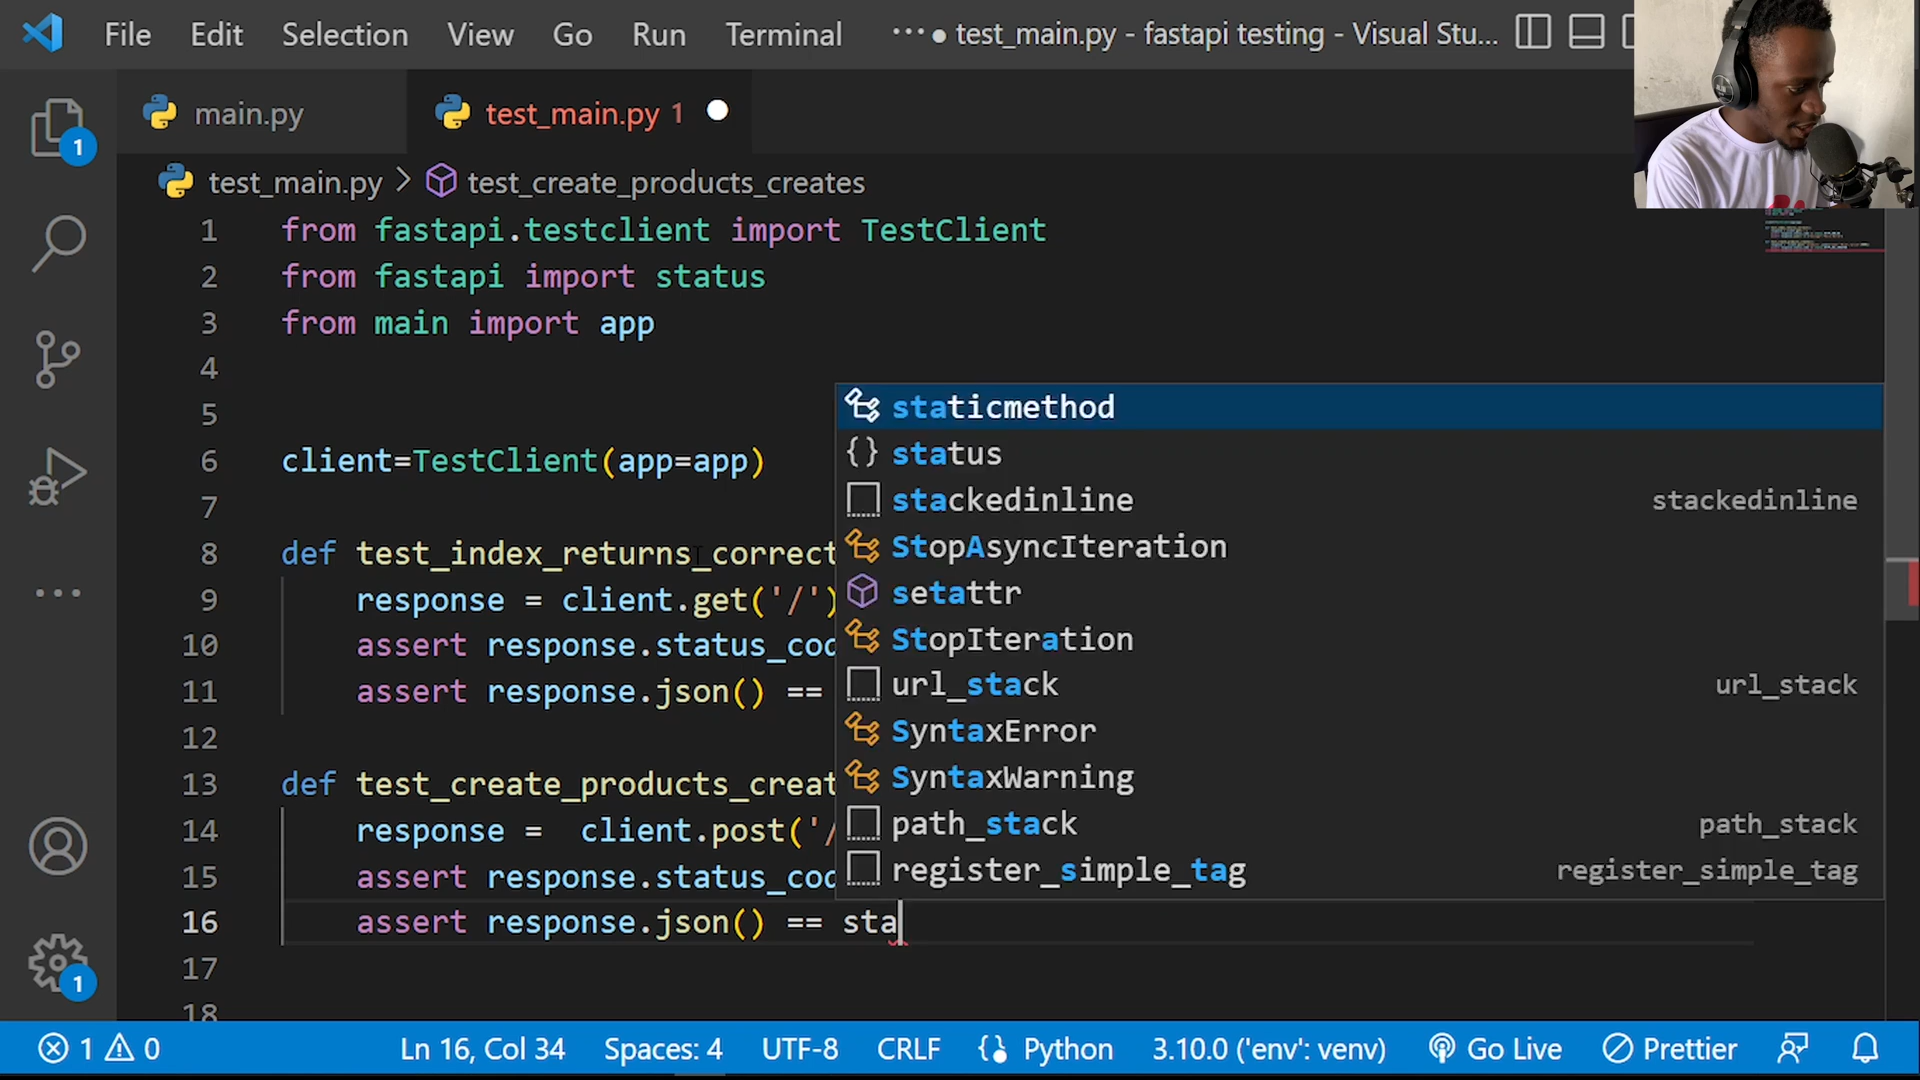 File Edit Selection View Go Run Terminal ··· ● test_main.py - fastapi testing - Visual Stu...
main.py test_main.py 1
1 test_main.py > test_create_products_creates
1 from fastapi.testclient import TestClient
2 from fastapi import status
3 from main import app
4
5
6 client=TestClient(app=app)
7
8 def test_index_returns_correct
9 response = client.get('/')
10 assert response.status_cod
11 assert response.json() ==
12
13 def test_create_products_creat
14 response = client.post('/
15 assert response.status_cod
16 assert response.json() == sta
17
18
staticmethod
status
stackedinline stackedinline
StopAsyncIteration
setattr
StopIteration
url_stack url_stack
SyntaxError
SyntaxWarning
path_stack path_stack
register_simple_tag register_simple_tag
1
1 0 Ln 16, Col 34 Spaces: 4 UTF-8 CRLF Python 3.10.0 ('env': venv) Go Live Prettier